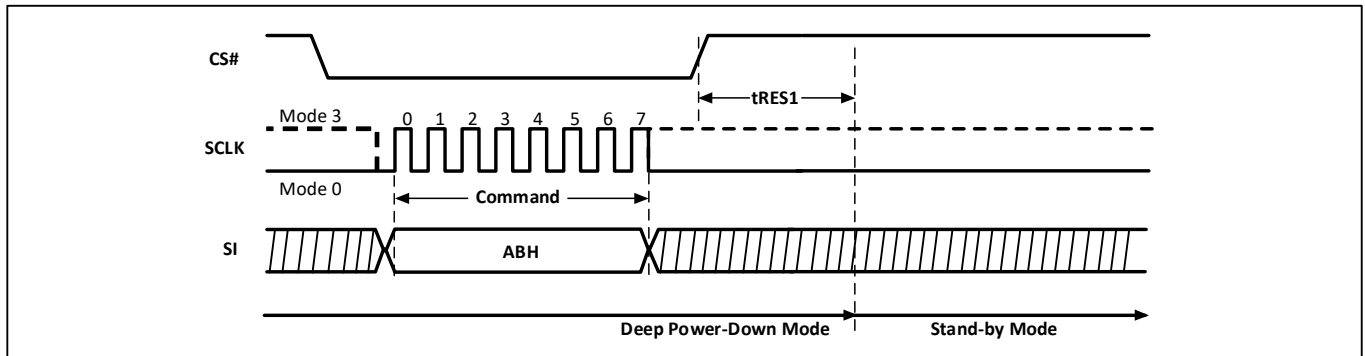 CS#
tRES1
Mode 3
0 1 2 3 4 5 6 7
SCLK
Mode 0
Command
SI
ABH
Deep Power-Down Mode
Stand-by Mode